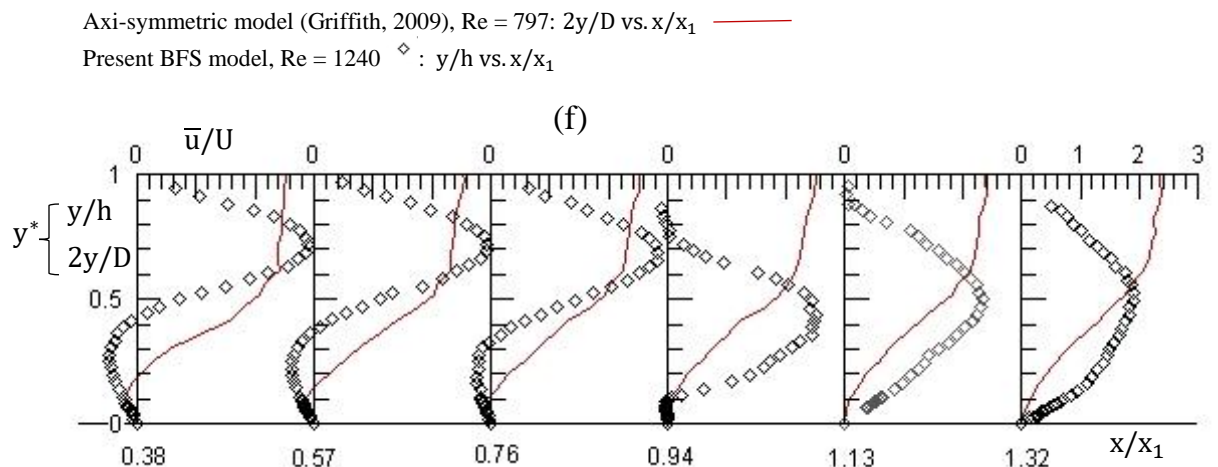 Axi-symmetric model (Griffith, 2009), Re = 797: 2y/D vs. x/x₁
Present BFS model, Re = 1240 : y/h vs. x/x₁
(f)
u̅/U
0 0 0 0 0 0 1 2 3
1
y* y/h
2y/D
0.5
0
0.38 0.57 0.76 0.94 1.13 1.32 x/x₁